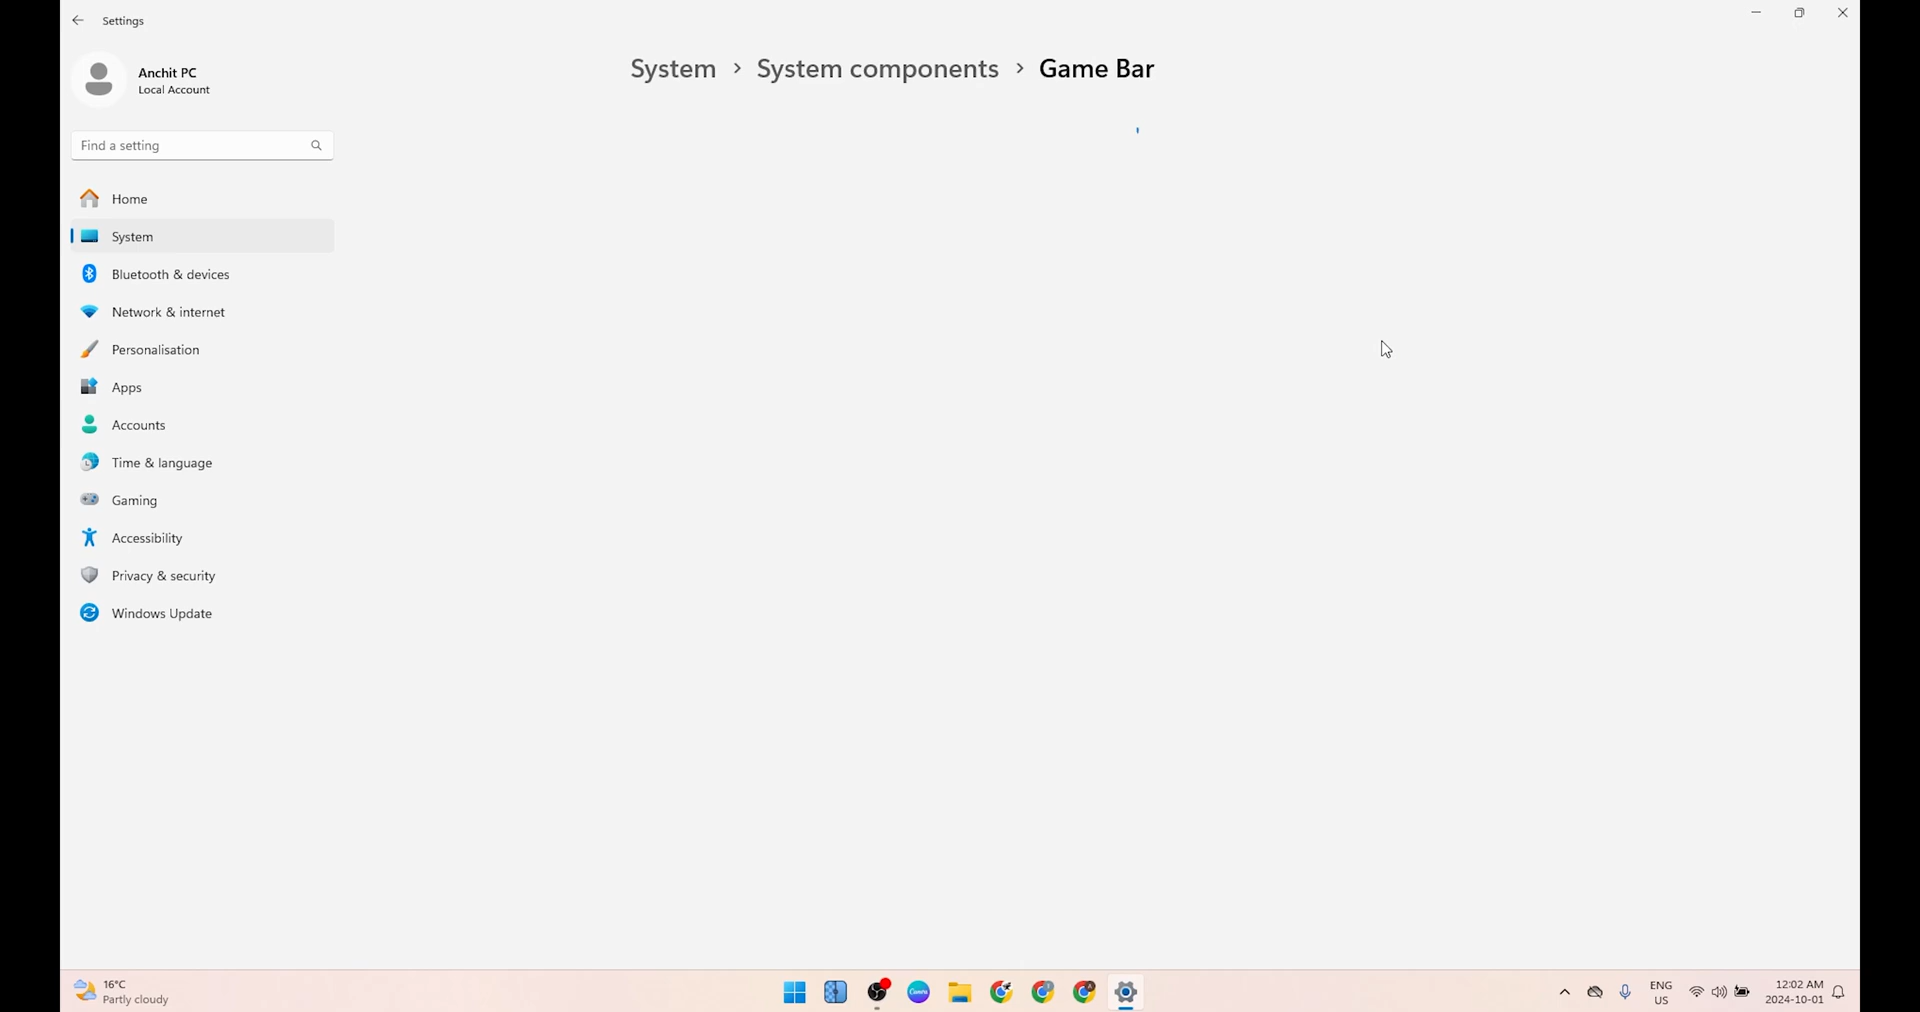 Settings
Anchit PC
Local Account
System > System components > Game Bar
Find a setting
Home
System
Bluetooth & devices
Network & internet
Personalisation
Apps
Accounts
Time & language
Gaming
Accessibility
Privacy & security
Windows Update
16°C
Partly cloudy
Canva
ENG
US
12:02 AM
2024-10-01